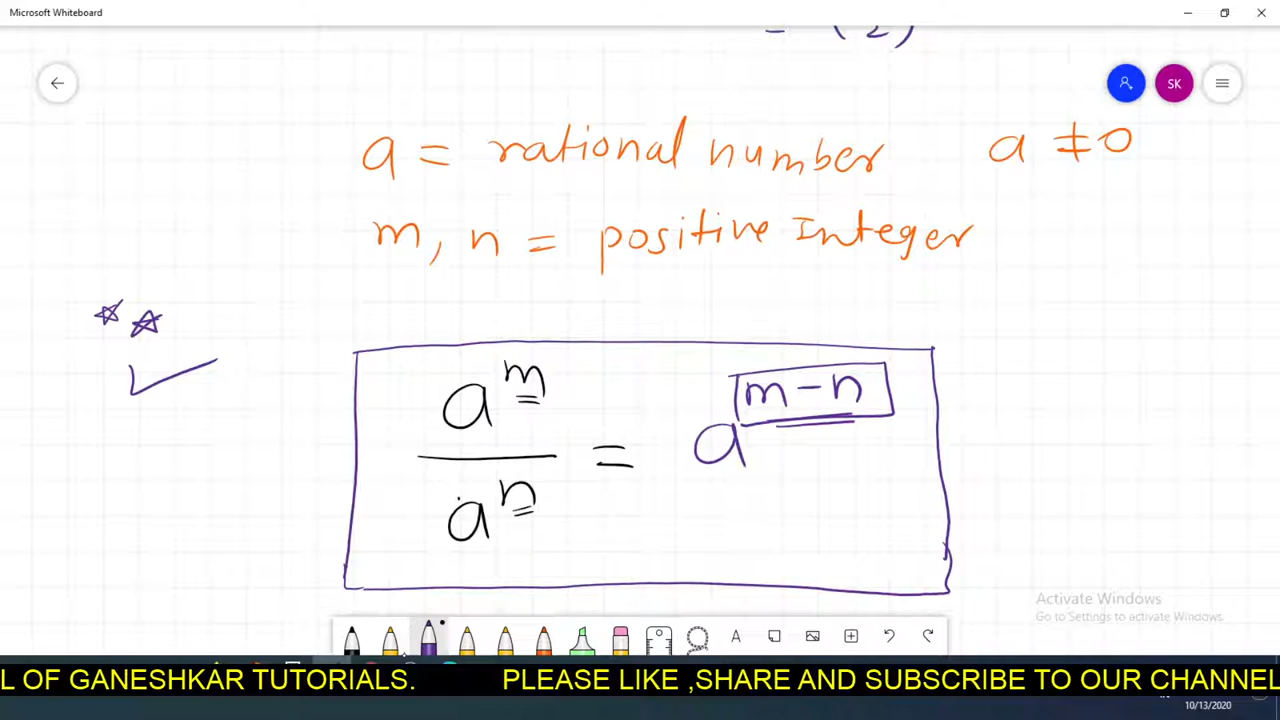 Microsoft Whiteboard
= (2)
SK
a = rational number a ≠ 0
m, n = positive Integer
a^m / a^n = a^(m-n)
Activate Windows
Go to Settings to activate Windows.
A
L OF GANESHKAR TUTORIALS. PLEASE LIKE ,SHARE AND SUBSCRIBE TO OUR CHANNEL
10/13/2020